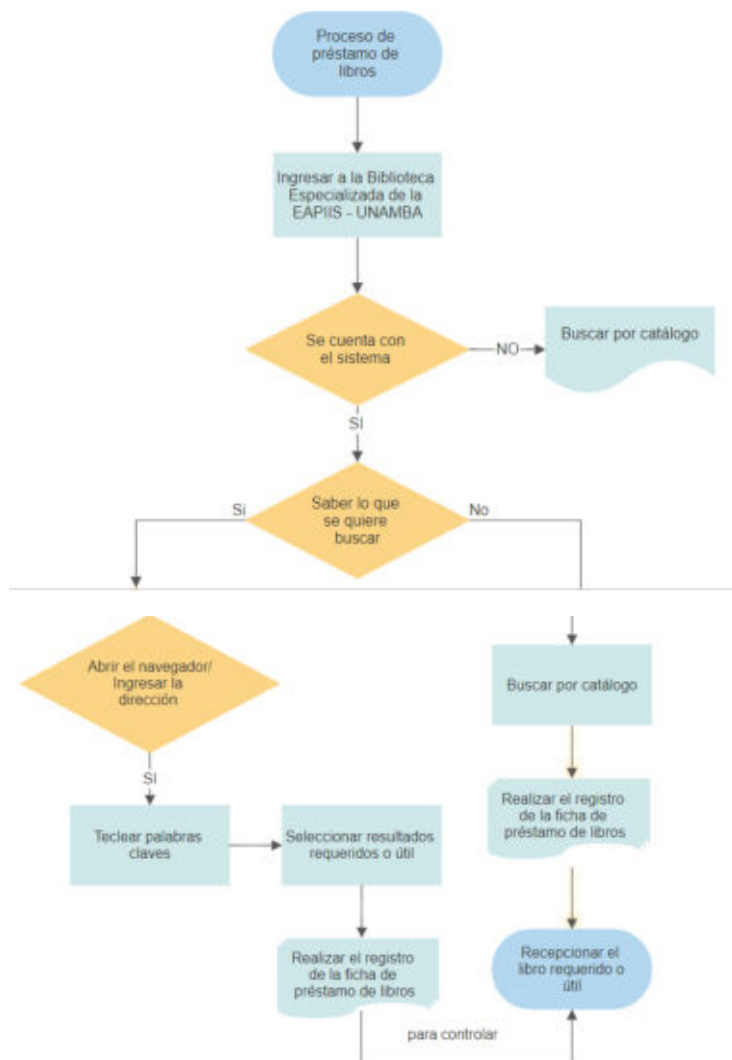 Proceso de
préstamo de
libros
Ingresar a la Biblioteca
Especializada de la
EAPIIS - UNAMBA
Se cuenta con
el sistema
NO
Buscar por catálogo
SI
Saber lo que
se quiere
buscar
Si
No
Abrir el navegador/
Ingresar la
dirección
SI
Teclear palabras
claves
Seleccionar resultados
requeridos o útil
Realizar el registro
de la ficha de
préstamo de libros
para controlar
Buscar por catálogo
Realizar el registro
de la ficha de
préstamo de libros
Recepcionar el
libro requerido o
útil